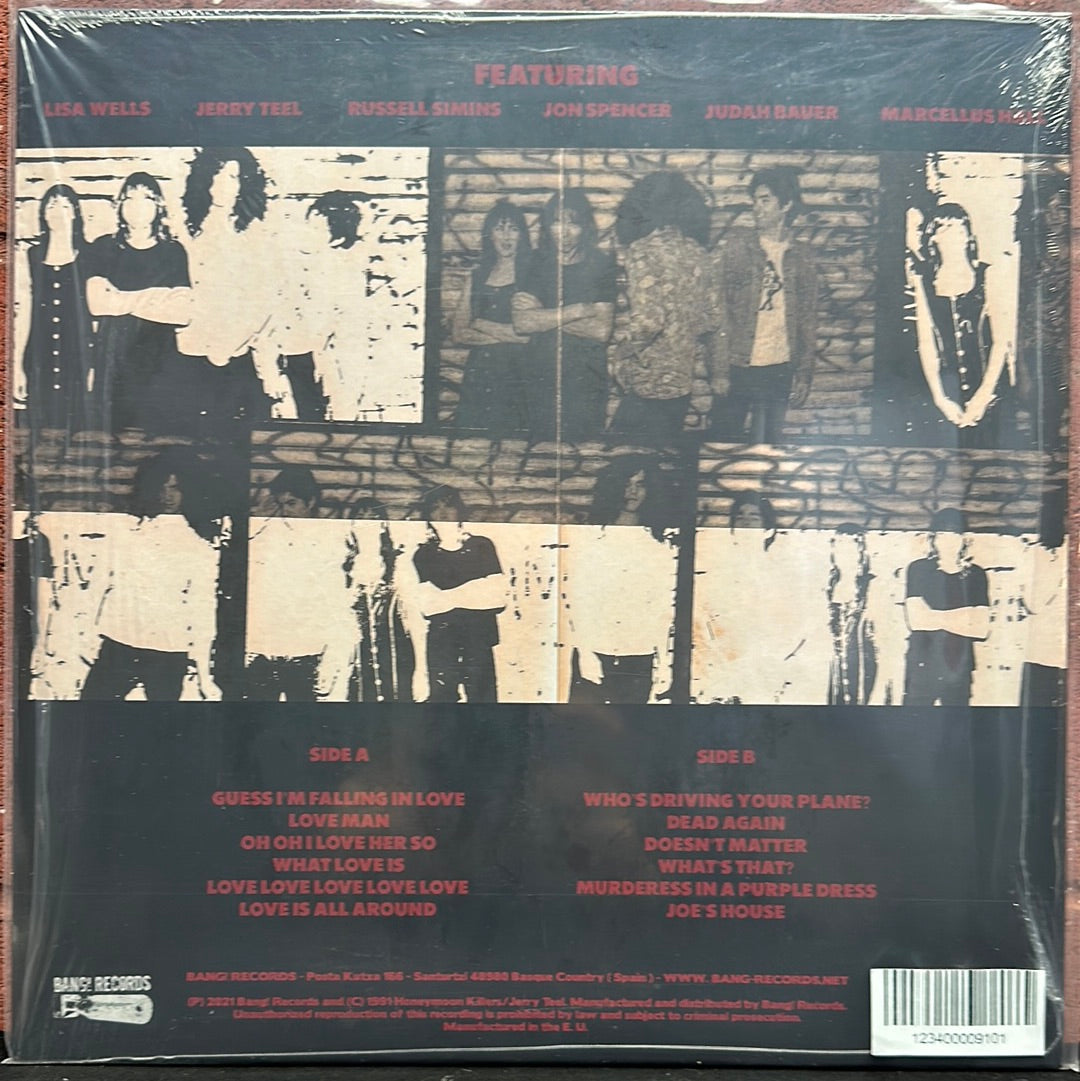 FEATURING
LISA WELLS JERRY TEEL RUSSELL SIMINS JON SPENCER JUDAH BAUER MARCELLUS HALL
SIDE A
GUESS I'M FALLING IN LOVE
LOVE MAN
OH OH I LOVE HER SO
WHAT LOVE IS
LOVE LOVE LOVE LOVE LOVE
LOVE IS ALL AROUND
SIDE B
WHO'S DRIVING YOUR PLANE?
DEAD AGAIN
DOESN'T MATTER
WHAT'S THAT?
MURDERESS IN A PURPLE DRESS
JOE'S HOUSE
BANG! RECORDS
BANG! RECORDS - Posta Kutxa 166 - Santurtzi 48980 Basque Country ( Spain ) - WWW. BANG-RECORDS.NET
(P) 2021 Bang! Records and (C) 1991 Honeymoon Killers/Jerry Teel. Manufactured and distributed by Bang! Records.
Unauthorized reproduction of this recording is prohibited by law and subject to criminal prosecution.
Manufactured in the E. U.
123400009101